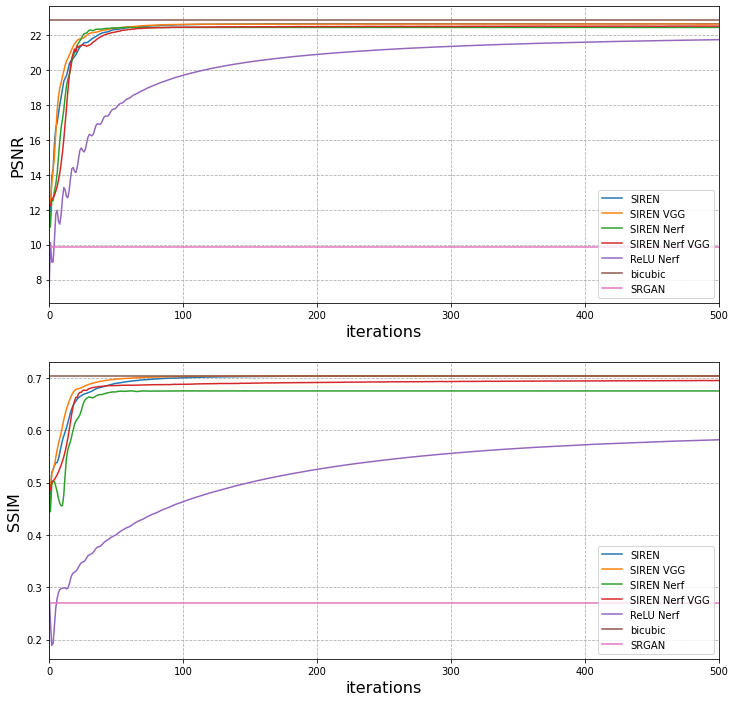 PSNR
22
20
18
16
14
12
10
8
SIREN
SIREN VGG
SIREN Nerf
SIREN Nerf VGG
ReLU Nerf
bicubic
SRGAN
0 100 200 300 400 500
iterations
SSIM
0.7
0.6
0.5
0.4
0.3
0.2
SIREN
SIREN VGG
SIREN Nerf
SIREN Nerf VGG
ReLU Nerf
bicubic
SRGAN
0 100 200 300 400 500
iterations